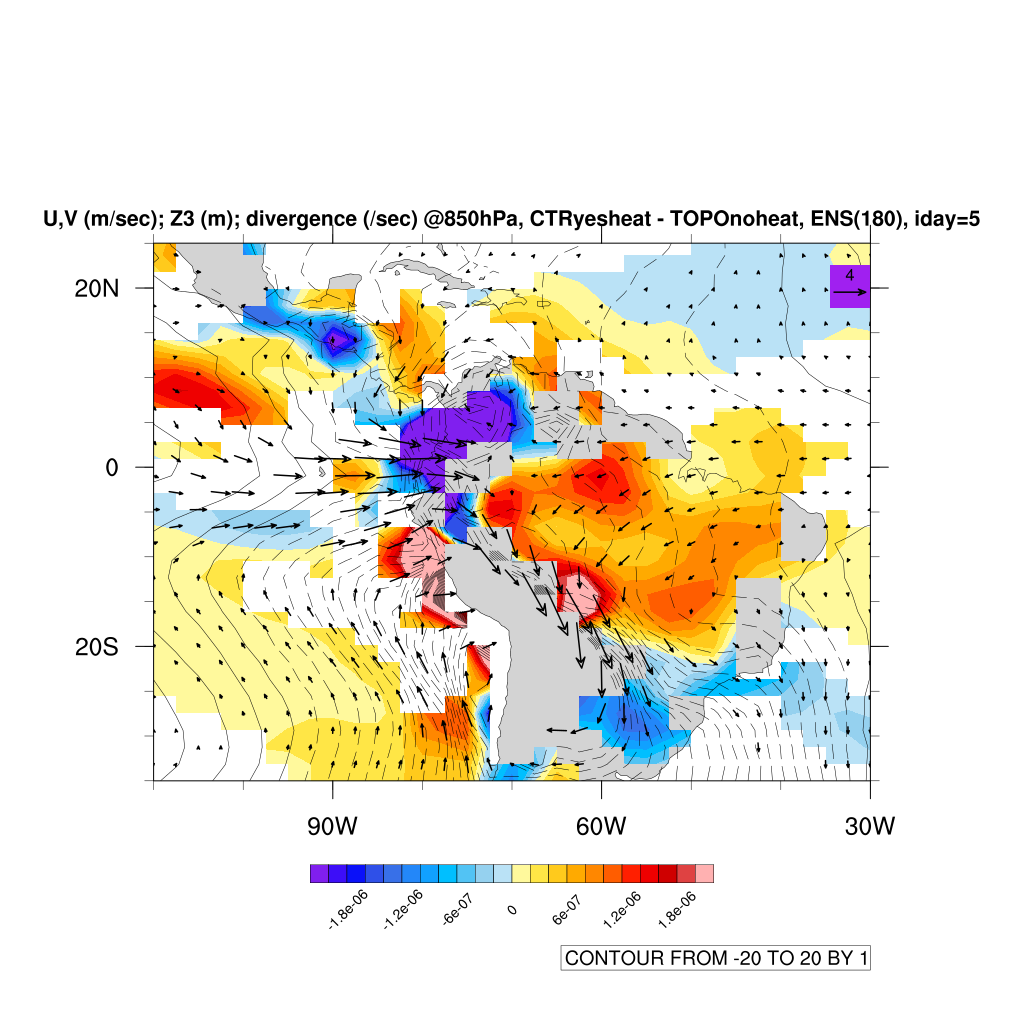 U,V (m/sec); Z3 (m); divergence (/sec) @850hPa, CTRyesheat - TOPOnoheat, ENS(180), iday=5
4
20N
0
20S
90W 60W 30W
-1.8e-06 -1.2e-06 -6e-07 0 6e-07 1.2e-06 1.8e-06
CONTOUR FROM -20 TO 20 BY 1